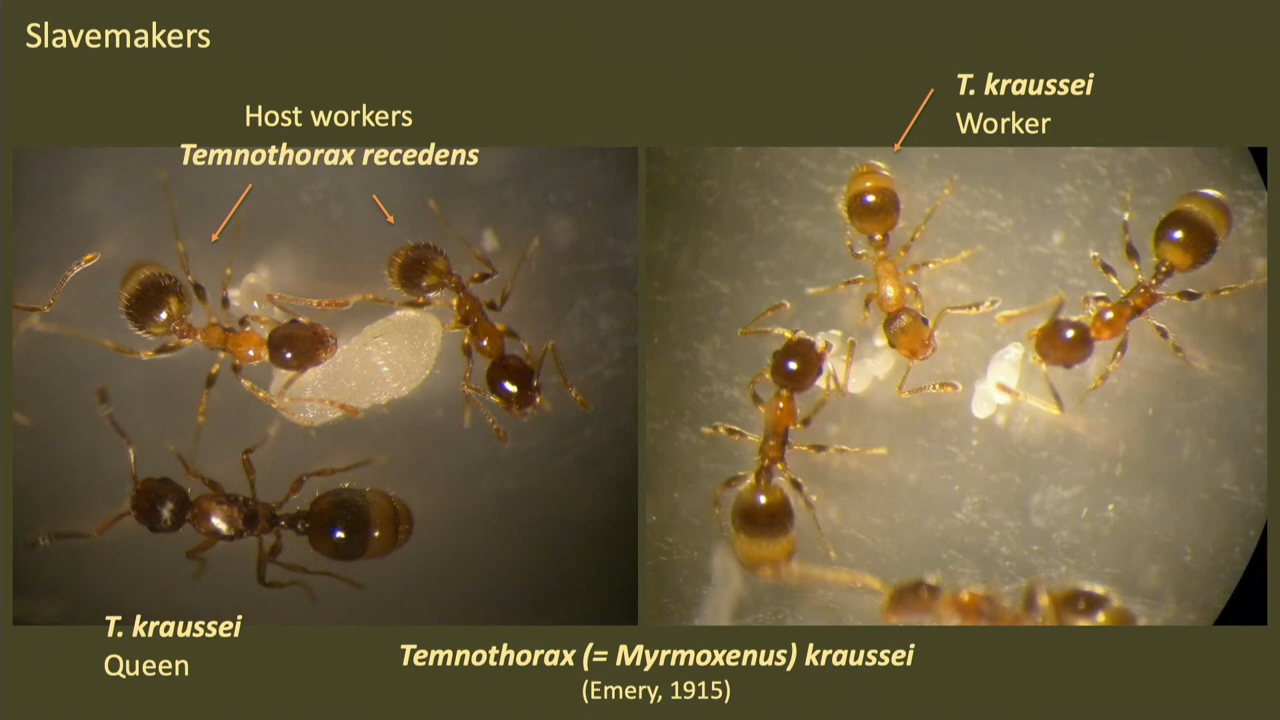 Slavemakers
Host workers
Temnothorax recedens
T. kraussei
Worker
T. kraussei
Queen
Temnothorax (= Myrmoxenus) kraussei
(Emery, 1915)